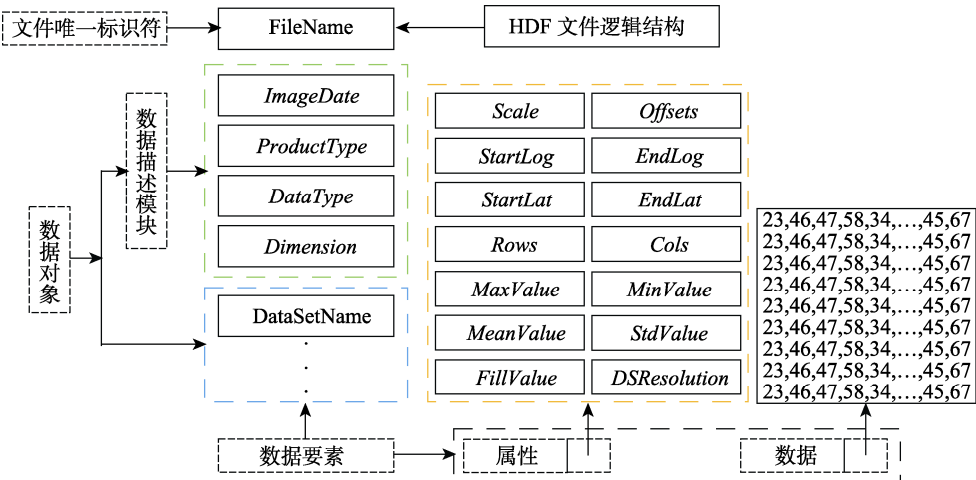 文件唯一标识符
FileName
HDF 文件逻辑结构
数据对象
数据描述模块
ImageDate
ProductType
DataType
Dimension
DataSetName
Scale
Offsets
StartLog
EndLog
StartLat
EndLat
Rows
Cols
MaxValue
MinValue
MeanValue
StdValue
FillValue
DSResolution
23,46,47,58,34,…,45,67
23,46,47,58,34,…,45,67
23,46,47,58,34,…,45,67
23,46,47,58,34,…,45,67
23,46,47,58,34,…,45,67
23,46,47,58,34,…,45,67
23,46,47,58,34,…,45,67
23,46,47,58,34,…,45,67
23,46,47,58,34,…,45,67
数据要素
属性
数据